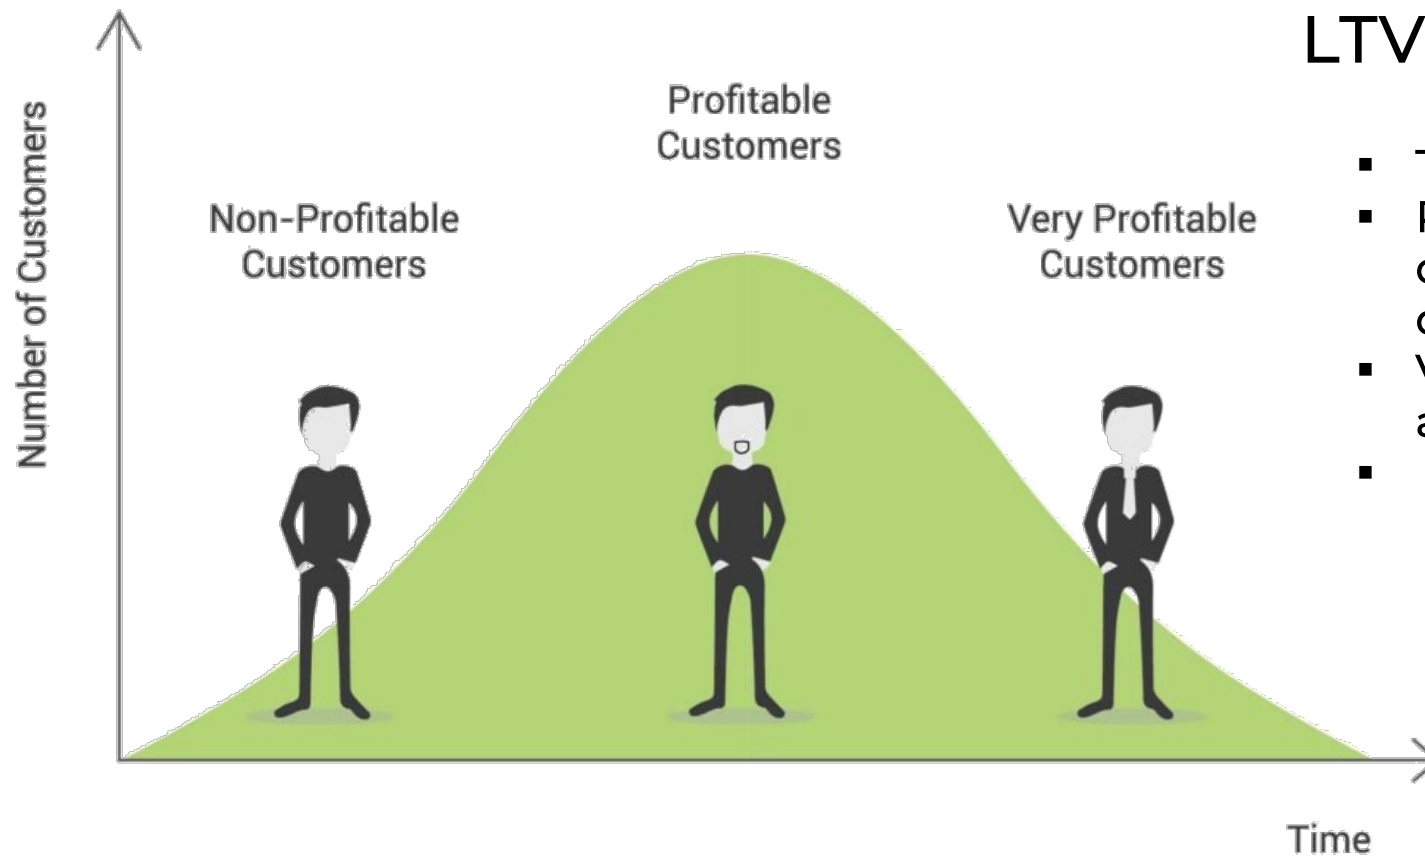 LTV
Profitable
Customers
Non-Profitable
Customers
Very Profitable
Customers
Number of Customers
Time